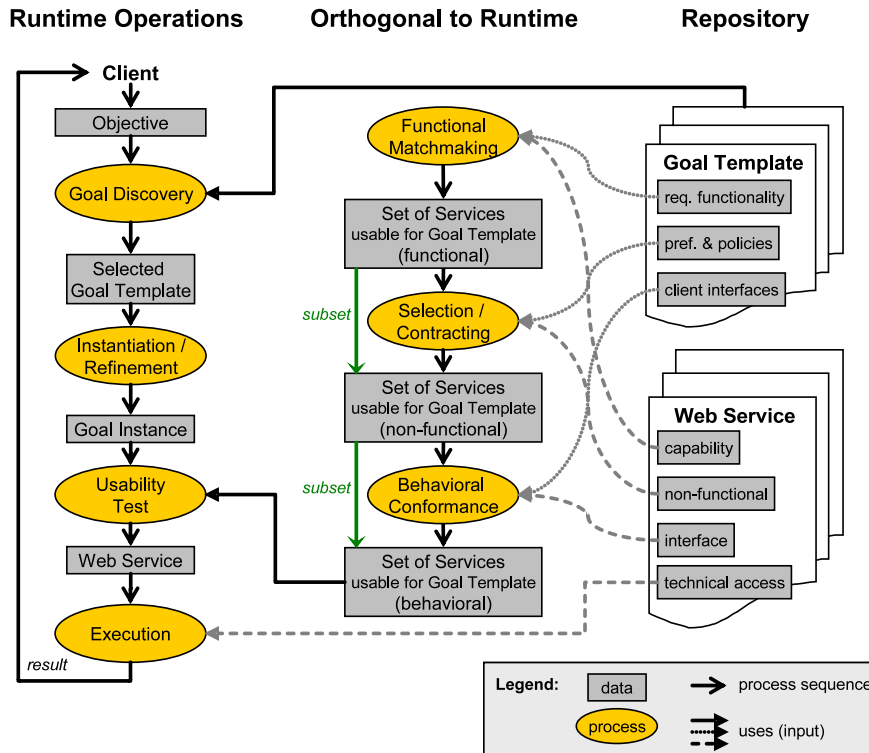 Runtime Operations
Orthogonal to Runtime
Repository
Client
Objective
Goal Discovery
Selected
Goal Template
Instantiation /
Refinement
Goal Instance
Usability
Test
Web Service
Execution
result
Functional
Matchmaking
Set of Services
usable for Goal Template
(functional)
subset
Selection /
Contracting
Set of Services
usable for Goal Template
(non-functional)
subset
Behavioral
Conformance
Set of Services
usable for Goal Template
(behavioral)
Goal Template
req. functionality
pref. & policies
client interfaces
Web Service
capability
non-functional
interface
technical access
Legend:
data
process sequence
process
uses (input)